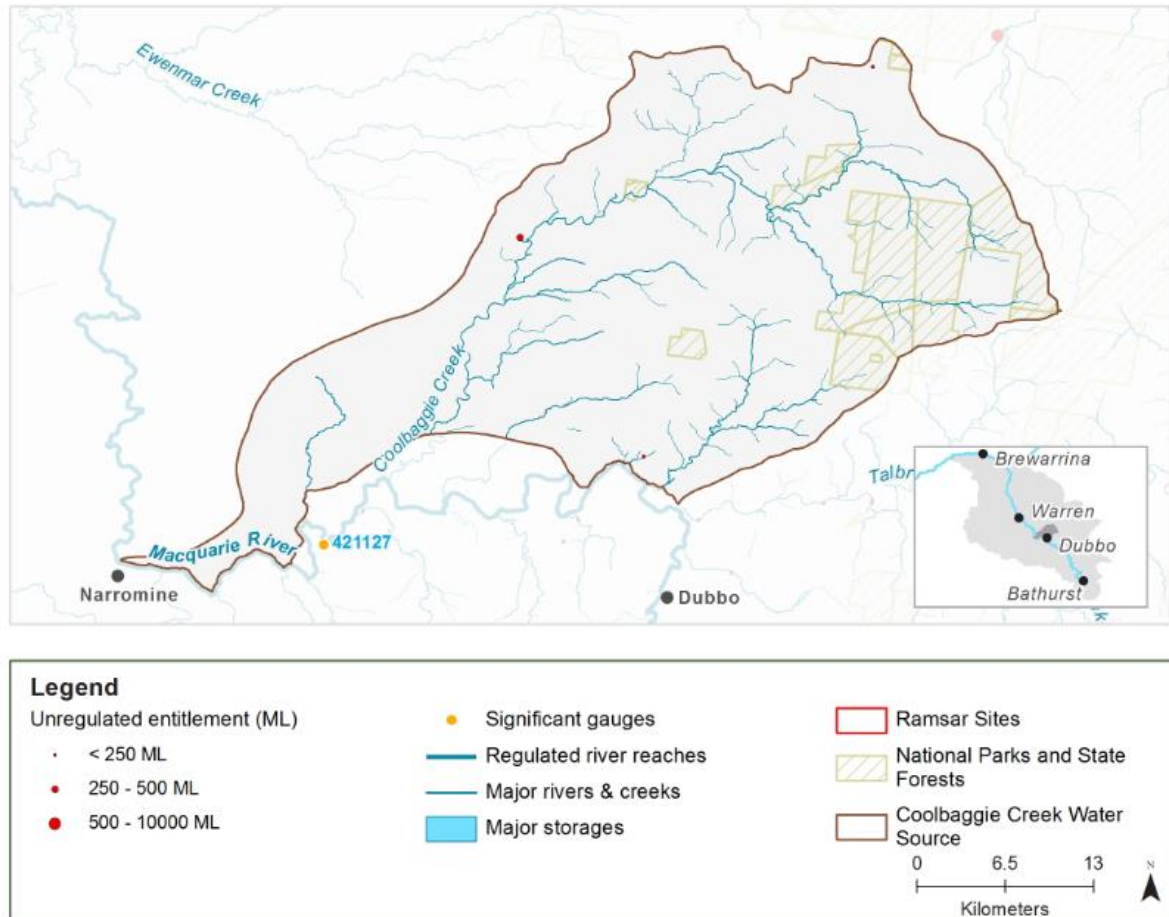 Ewenmar Creek
Coolbaggie Creek
Macquarie River
421127
Narromine
Dubbo
Talbr
Brewarrina
Warren
Dubbo
Bathurst
k
Legend
Unregulated entitlement (ML)
< 250 ML
250 - 500 ML
500 - 10000 ML
Significant gauges
Regulated river reaches
Major rivers & creeks
Major storages
Ramsar Sites
National Parks and State
Forests
Coolbaggie Creek Water
Source
0 6.5 13
Kilometers
N